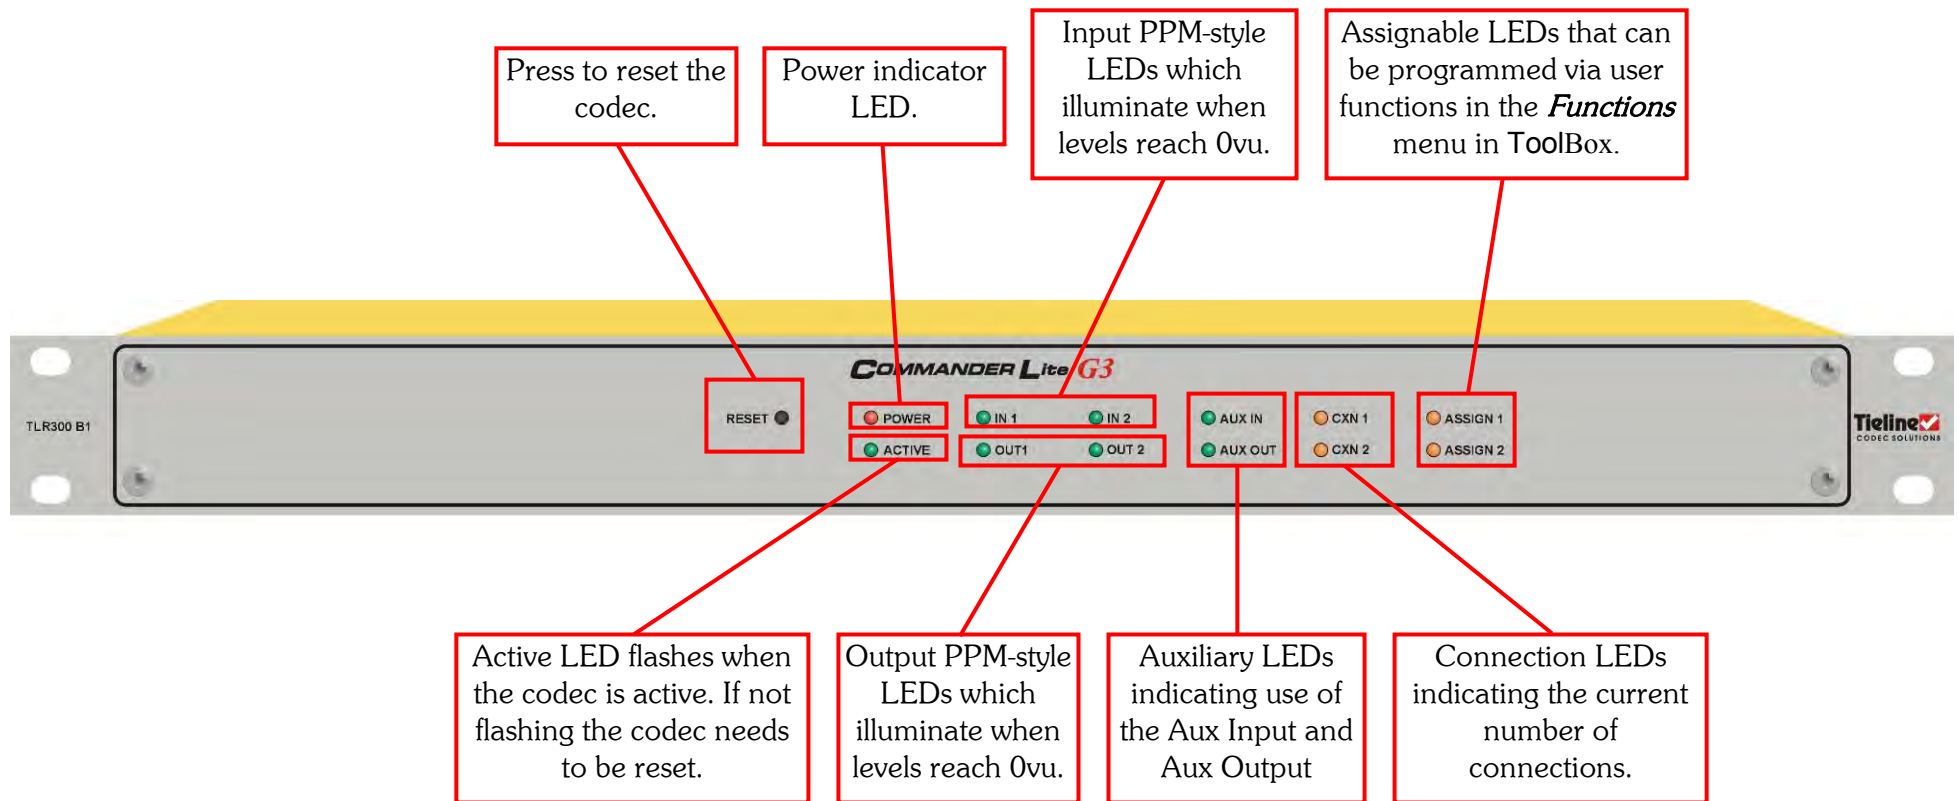 Press to reset the
codec.
Power indicator
LED.
Input PPM-style
LEDs which
illuminate when
levels reach 0vu.
Assignable LEDs that can
be programmed via user
functions in the Functions
menu in ToolBox.
COMMANDER Lite G3
TLR300 B1
RESET
POWER
IN 1
IN 2
AUX IN
CXN 1
ASSIGN 1
ACTIVE
OUT1
OUT 2
AUX OUT
CXN 2
ASSIGN 2
Tieline
CODEC SOLUTIONS
Active LED flashes when
the codec is active. If not
flashing the codec needs
to be reset.
Output PPM-style
LEDs which
illuminate when
levels reach 0vu.
Auxiliary LEDs
indicating use of
the Aux Input and
Aux Output
Connection LEDs
indicating the current
number of
connections.